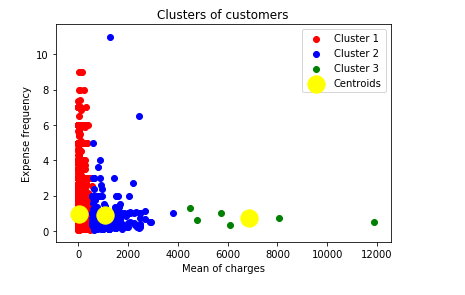 Clusters of customers
Cluster 1
Cluster 2
Cluster 3
Centroids
Expense frequency
10
8
6
4
2
0
0
2000
4000
6000
8000
10000
12000
Mean of charges